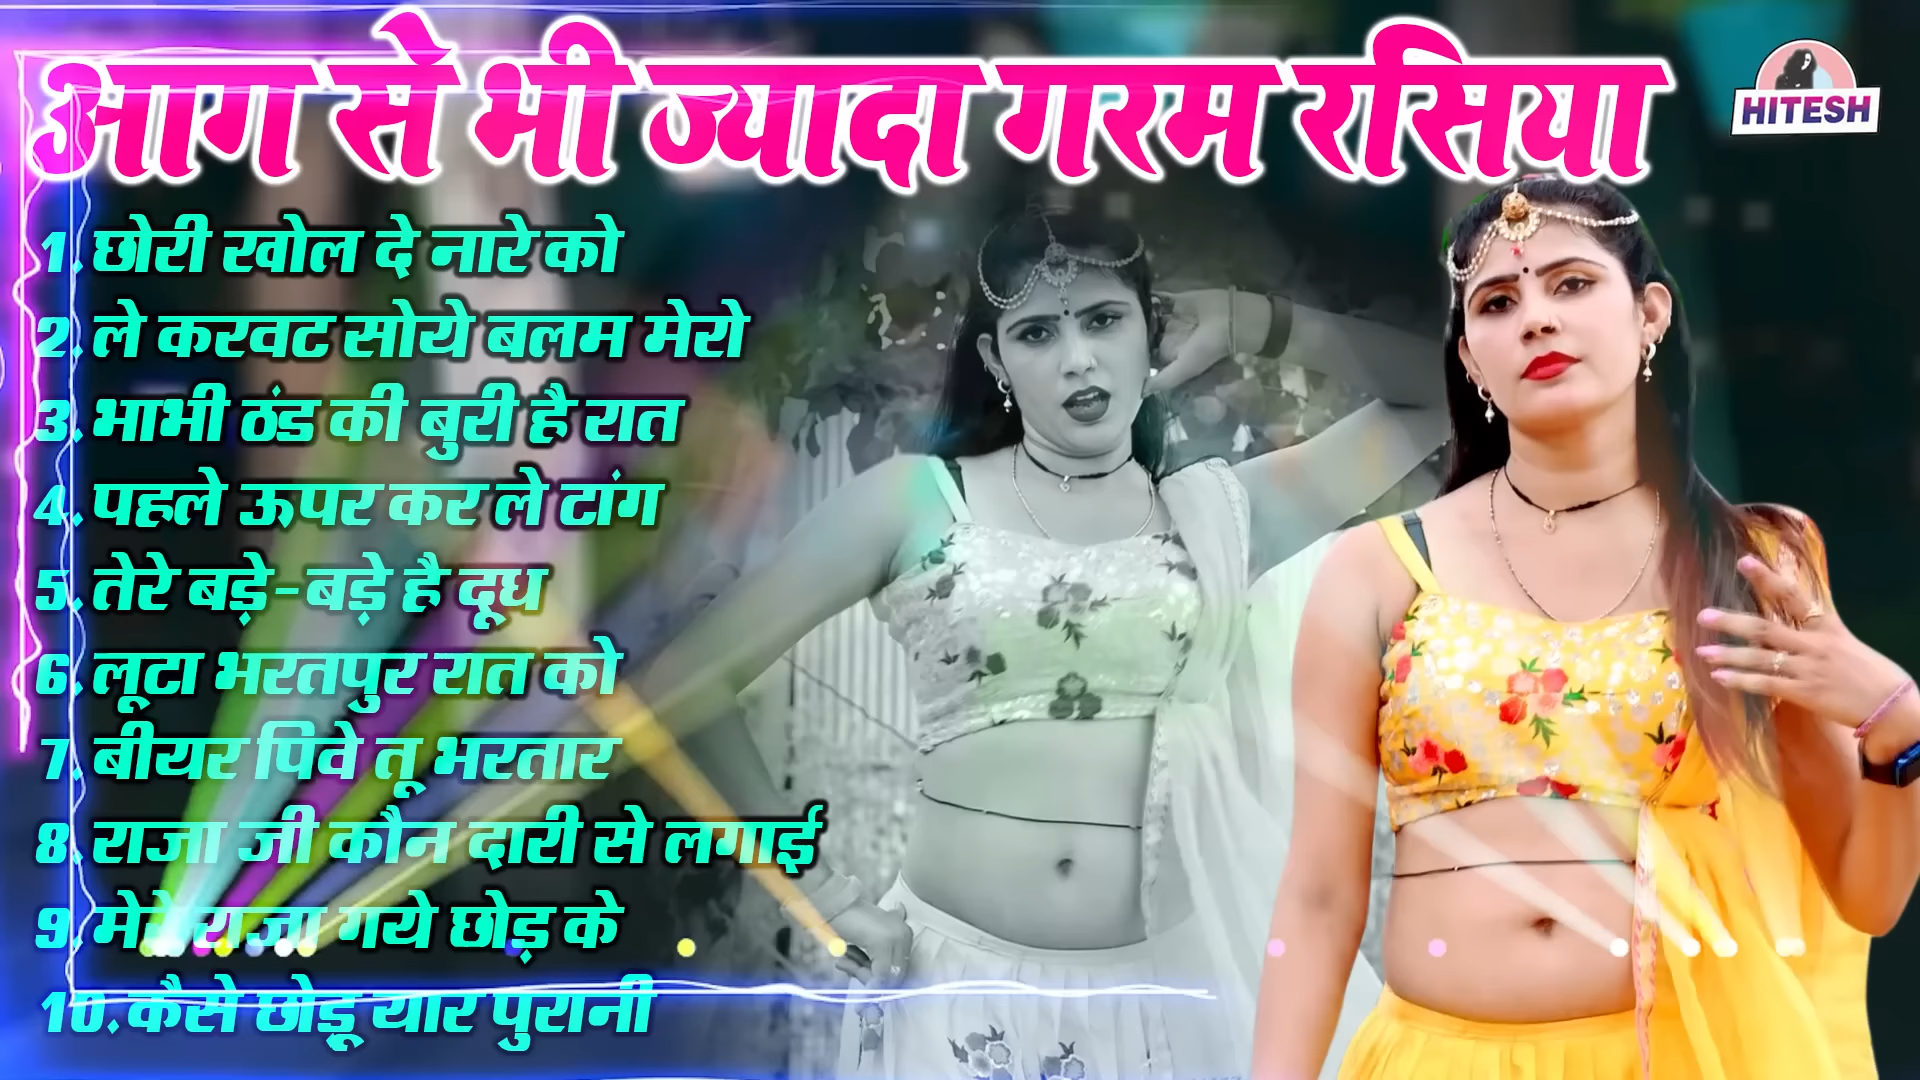 आग से भी ज्यादा गरम रसिया
HITESH
1. छोरी खोल दे नारे को
2. ले करवट सोये बलम मेरो
3. भाभी ठंड की बुरी है रात
4. पहले ऊपर कर ले टांग
5. तेरे बड़े-बड़े है दूध
6. लूटा भरतपुर रात को
7. बीयर पिवे तू भरतार
8. राजा जी कौन दारी से लगाई
9. मेरे राजा गये छोड़ के
10. कैसे छोडू यार पुरानी